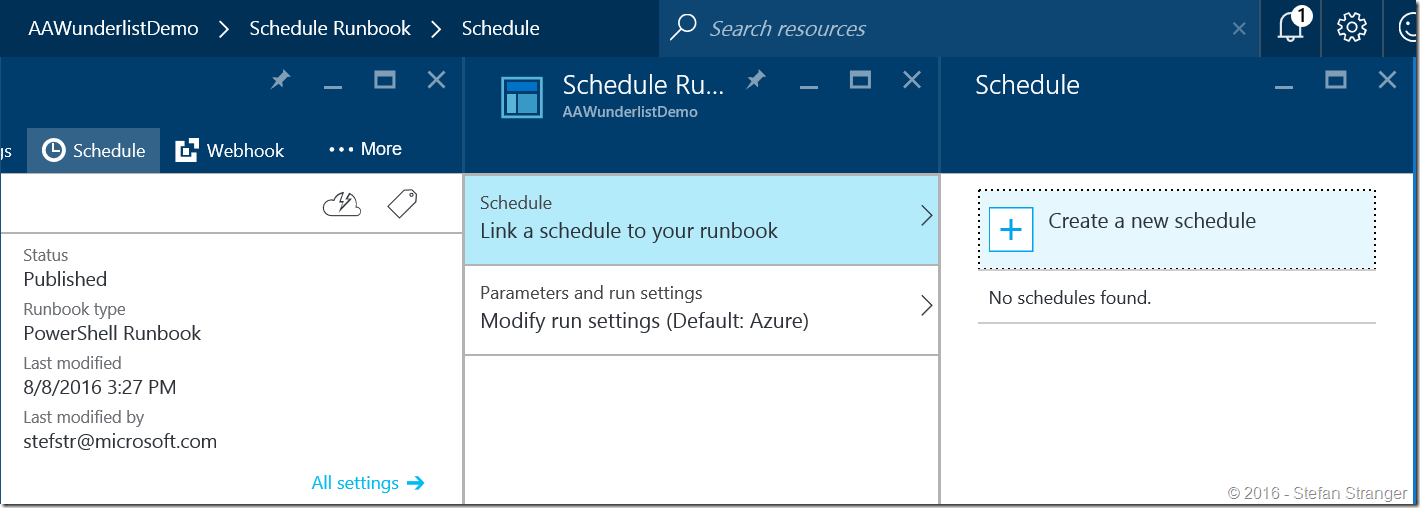 AAWunderlistDemo > Schedule Runbook > Schedule
Search resources
1
gs
Schedule
Webhook
••• More
Status
Published
Runbook type
PowerShell Runbook
Last modified
8/8/2016 3:27 PM
Last modified by
stefstr@microsoft.com
All settings →
Schedule Ru...
AAWunderlistDemo
Schedule
Link a schedule to your runbook
Parameters and run settings
Modify run settings (Default: Azure)
Schedule
Create a new schedule
No schedules found.
© 2016 - Stefan Stranger